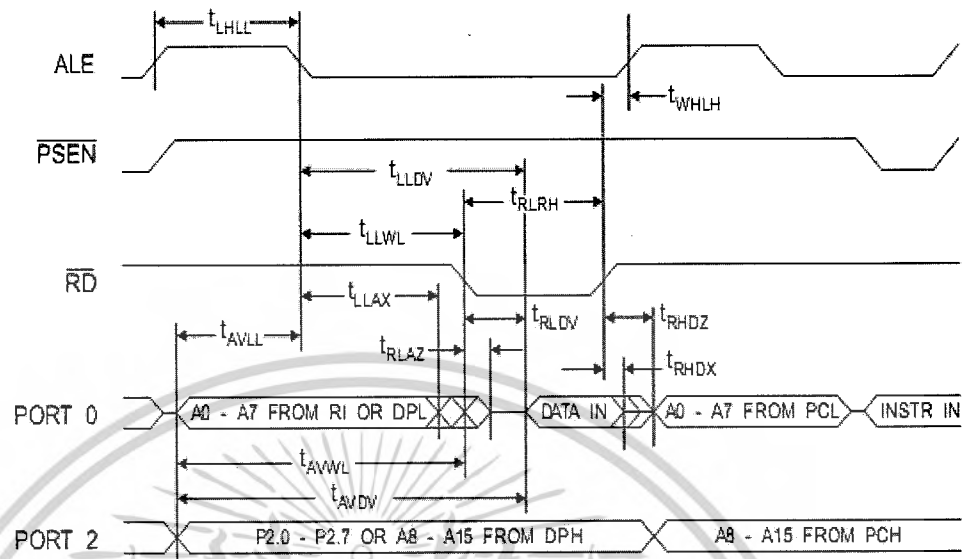 tLHLL
ALE
tWHLH
PSEN
tLLDV
tRLRH
tLLWL
RD
tLLAX
tRLDV
tRHDZ
tAVLL
tRLAZ
tRHDX
PORT 0
A0 - A7 FROM RI OR DPL
DATA IN
A0 - A7 FROM PCL
INSTR IN
tAVWL
tAVDV
PORT 2
P2.0 - P2.7 OR A8 - A15 FROM DPH
A8 - A15 FROM PCH